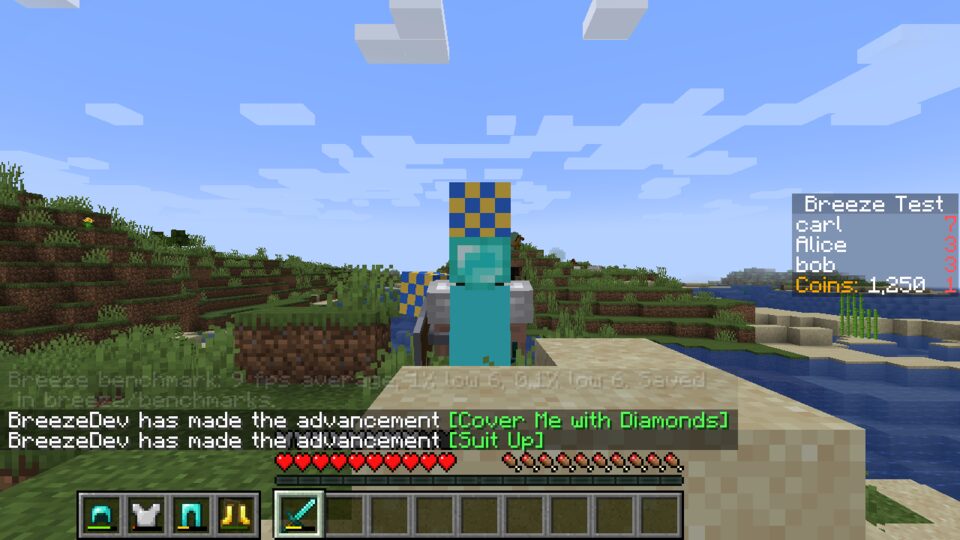 Breeze Test
carl 7
Alice 3
bob 3
Coins: 1,250 1
Breeze benchmark: 9 fps average, 1% low 6, 0.1% low 6. Saved
in breeze/benchmarks.
BreezeDev has made the advancement [Cover Me with Diamonds]
BreezeDev has made the advancement [Suit Up]